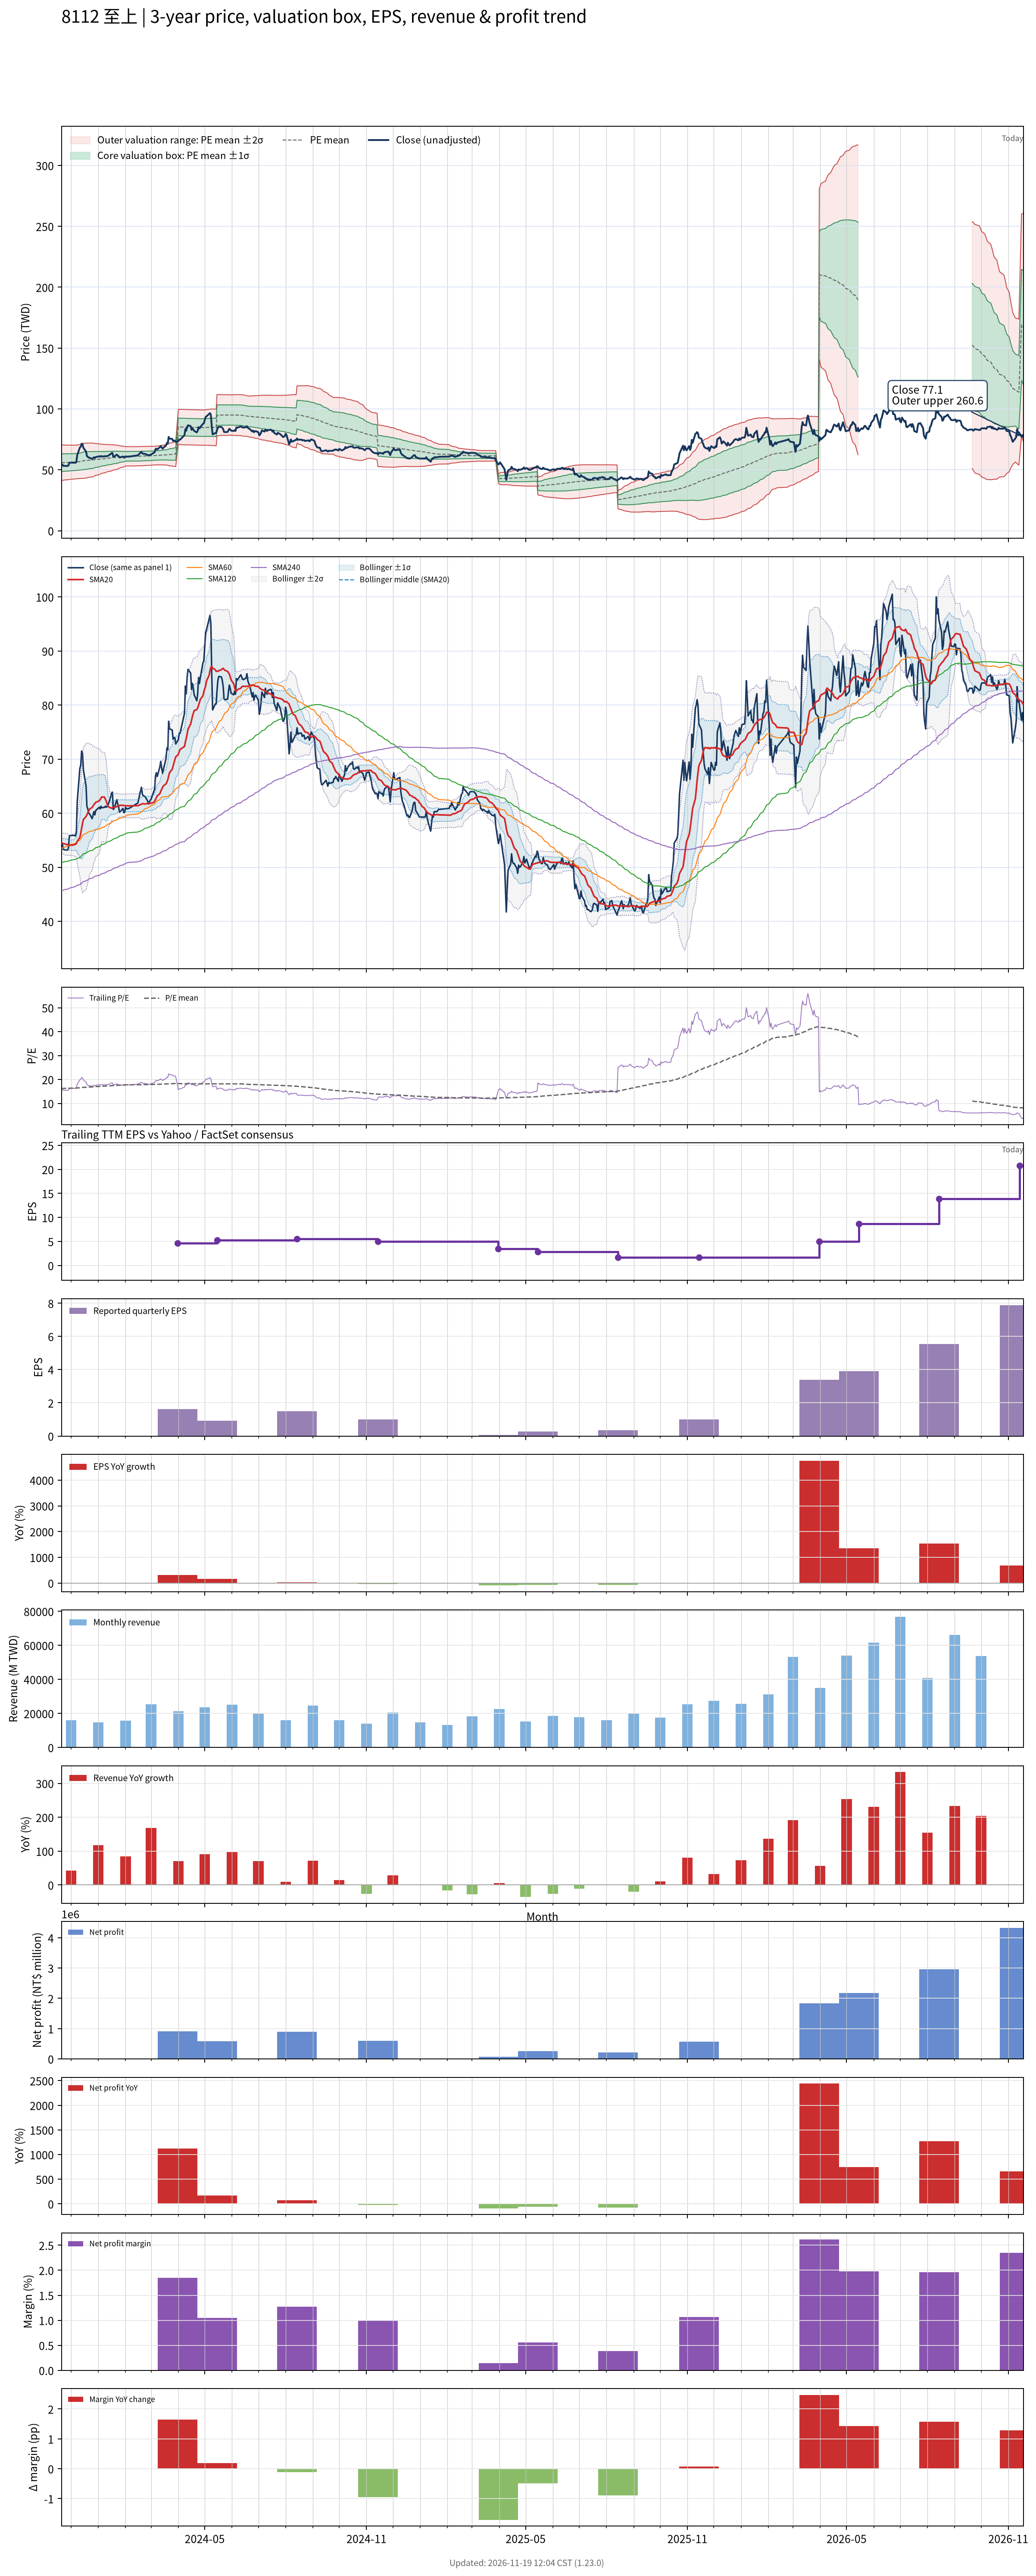 8112 至上 | 3-year price, valuation box, EPS, revenue & profit trend
Outer valuation range: PE mean ±2σ
Core valuation box: PE mean ±1σ
PE mean
Close (unadjusted)
Today
Price (TWD)
300
250
200
150
100
50
0
Close 77.1
Outer upper 260.6
Close (same as panel 1)
SMA20
SMA60
SMA120
SMA240
Bollinger ±2σ
Bollinger ±1σ
Bollinger middle (SMA20)
Price
100
90
80
70
60
50
40
Trailing P/E
P/E mean
P/E
50
40
30
20
10
Trailing TTM EPS vs Yahoo / FactSet consensus
Today
EPS
25
20
15
10
5
0
Reported quarterly EPS
EPS
8
6
4
2
0
EPS YoY growth
YoY (%)
4000
3000
2000
1000
0
Monthly revenue
Revenue (M TWD)
80000
60000
40000
20000
0
Revenue YoY growth
YoY (%)
300
200
100
0
Month
1e6
Net profit
Net profit (NT$ million)
4
3
2
1
0
Net profit YoY
YoY (%)
2500
2000
1500
1000
500
0
Net profit margin
Margin (%)
2.5
2.0
1.5
1.0
0.5
0.0
Margin YoY change
Δ margin (pp)
2
1
0
-1
2024-05
2024-11
2025-05
2025-11
2026-05
2026-11
Updated: 2026-11-19 12:04 CST (1.23.0)